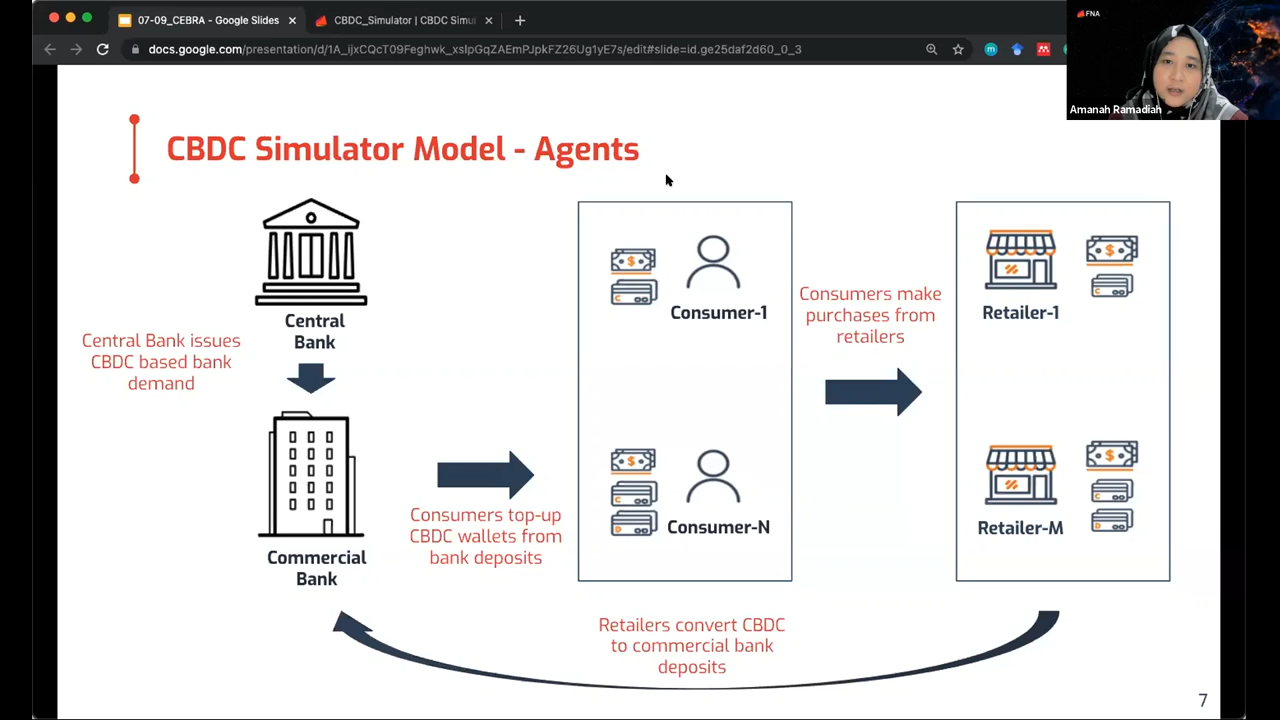 07-09_CEBRA - Google Slides
CBDC_Simulator | CBDC Simu
docs.google.com/presentation/d/1A_ijxCQcT09Feghwk_xsIpGqZAEmPJpkFZ26Ug1yE7s/edit#slide=id.ge25daf2d60_0_3
FNA
Amanah Ramadiah
CBDC Simulator Model - Agents
Central
Bank
Central Bank issues
CBDC based bank
demand
Commercial
Bank
Consumers top-up
CBDC wallets from
bank deposits
$
C
Consumer-1
$
C
D
Consumer-N
Consumers make
purchases from
retailers
$
C
Retailer-1
$
C
D
Retailer-M
Retailers convert CBDC
to commercial bank
deposits
7